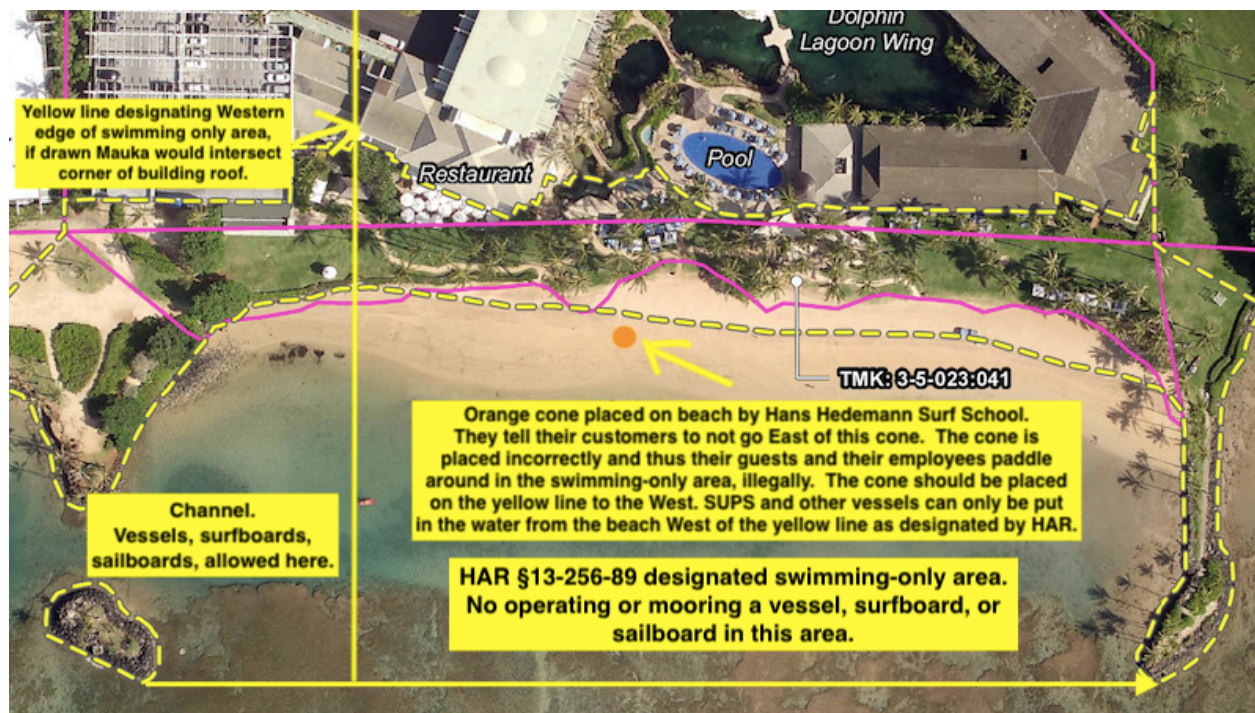 Dolphin
Lagoon Wing
Yellow line designating Western
edge of swimming only area,
if drawn Mauka would intersect
corner of building roof.
Restaurant
Pool
TMK: 3-5-023:041
Orange cone placed on beach by Hans Hedemann Surf School.
They tell their customers to not go East of this cone. The cone is
placed incorrectly and thus their guests and their employees paddle
around in the swimming-only area, illegally. The cone should be placed
on the yellow line to the West. SUPS and other vessels can only be put
in the water from the beach West of the yellow line as designated by HAR.
Channel.
Vessels, surfboards,
sailboards, allowed here.
HAR §13-256-89 designated swimming-only area.
No operating or mooring a vessel, surfboard, or
sailboard in this area.